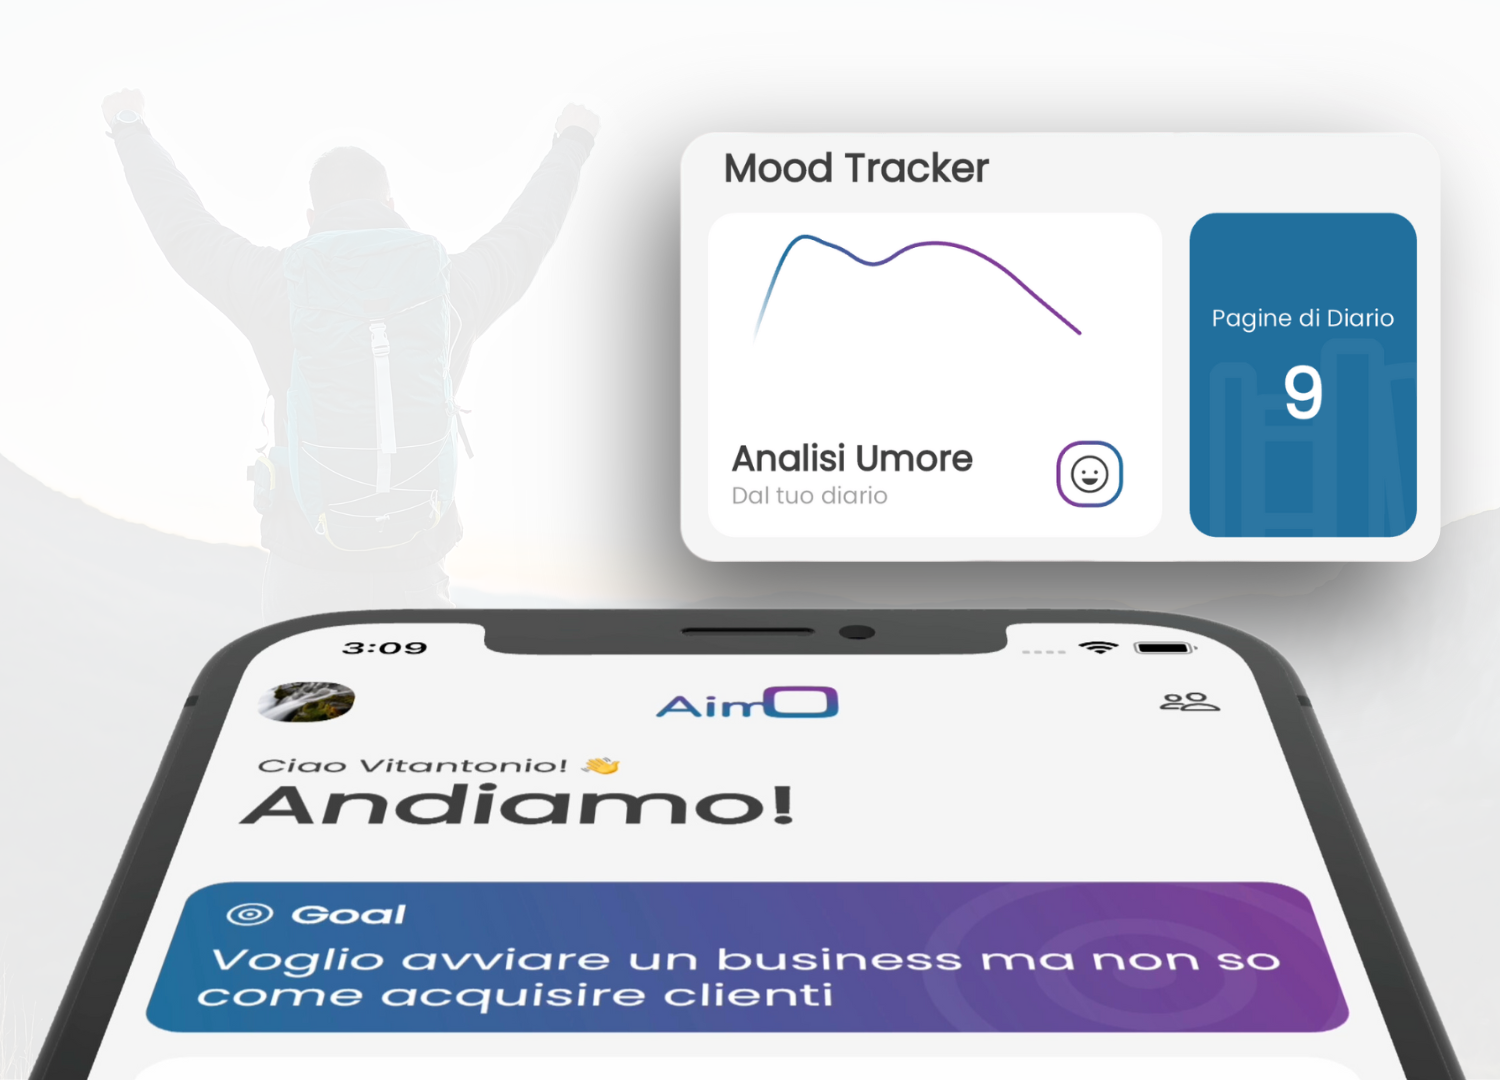 Mood Tracker
Pagine di Diario
9
Analisi Umore
Dal tuo diario
3:09
AimO
Ciao Vitantonio! 👋
Andiamo!
Goal
Voglio avviare un business ma non so
come acquisire clienti